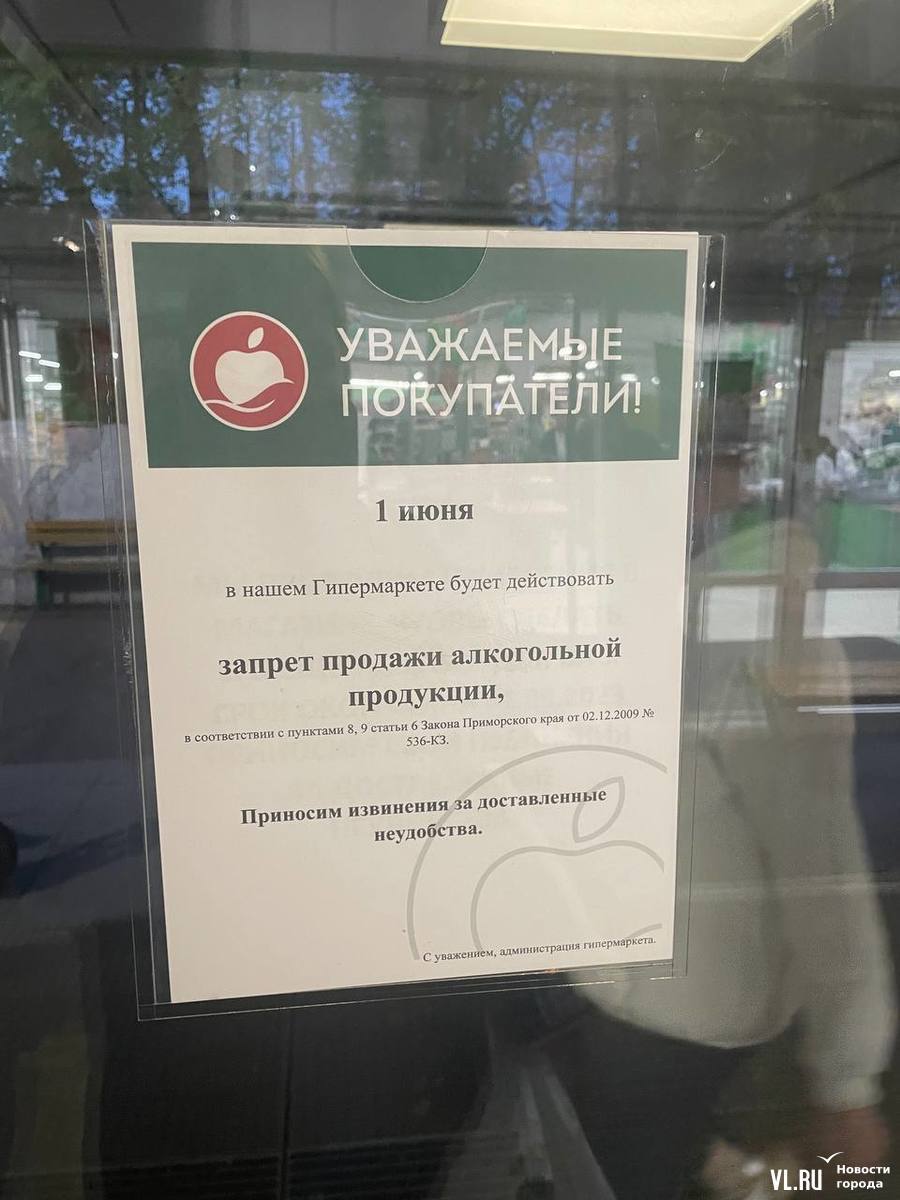 УВАЖАЕМЫЕ
ПОКУПАТЕЛИ!
1 июня
в нашем Гипермаркете будет действовать
запрет продажи алкогольной
продукции,
в соответствии с пунктами 8, 9 статьи 6 Закона Приморского края от 02.12.2009 №
536-КЗ.
Приносим извинения за доставленные
неудобства.
С уважением, администрация гипермаркета.
VL.RU Новости
города